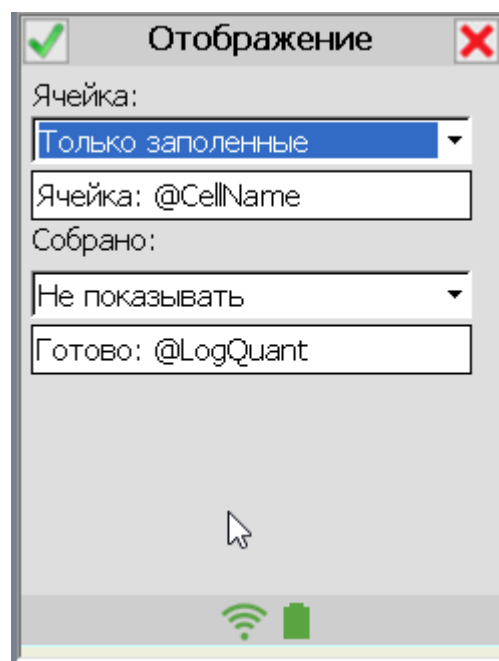 Отображение
Ячейка:
Только заполенные
Ячейка: @CellName
Собрано:
Не показывать
Готово: @LogQuant